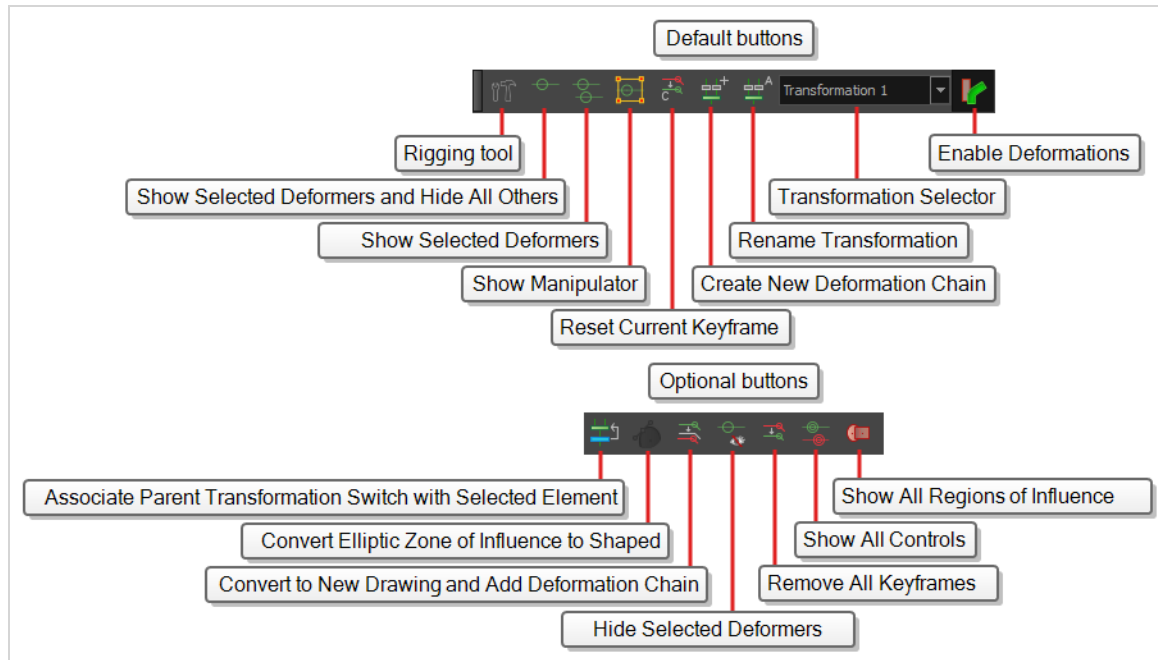 Default buttons
Transformation 1
Rigging tool
Enable Deformations
Show Selected Deformers and Hide All Others
Transformation Selector
Show Selected Deformers
Rename Transformation
Show Manipulator
Create New Deformation Chain
Reset Current Keyframe
Optional buttons
Associate Parent Transformation Switch with Selected Element
Show All Regions of Influence
Convert Elliptic Zone of Influence to Shaped
Show All Controls
Convert to New Drawing and Add Deformation Chain
Remove All Keyframes
Hide Selected Deformers